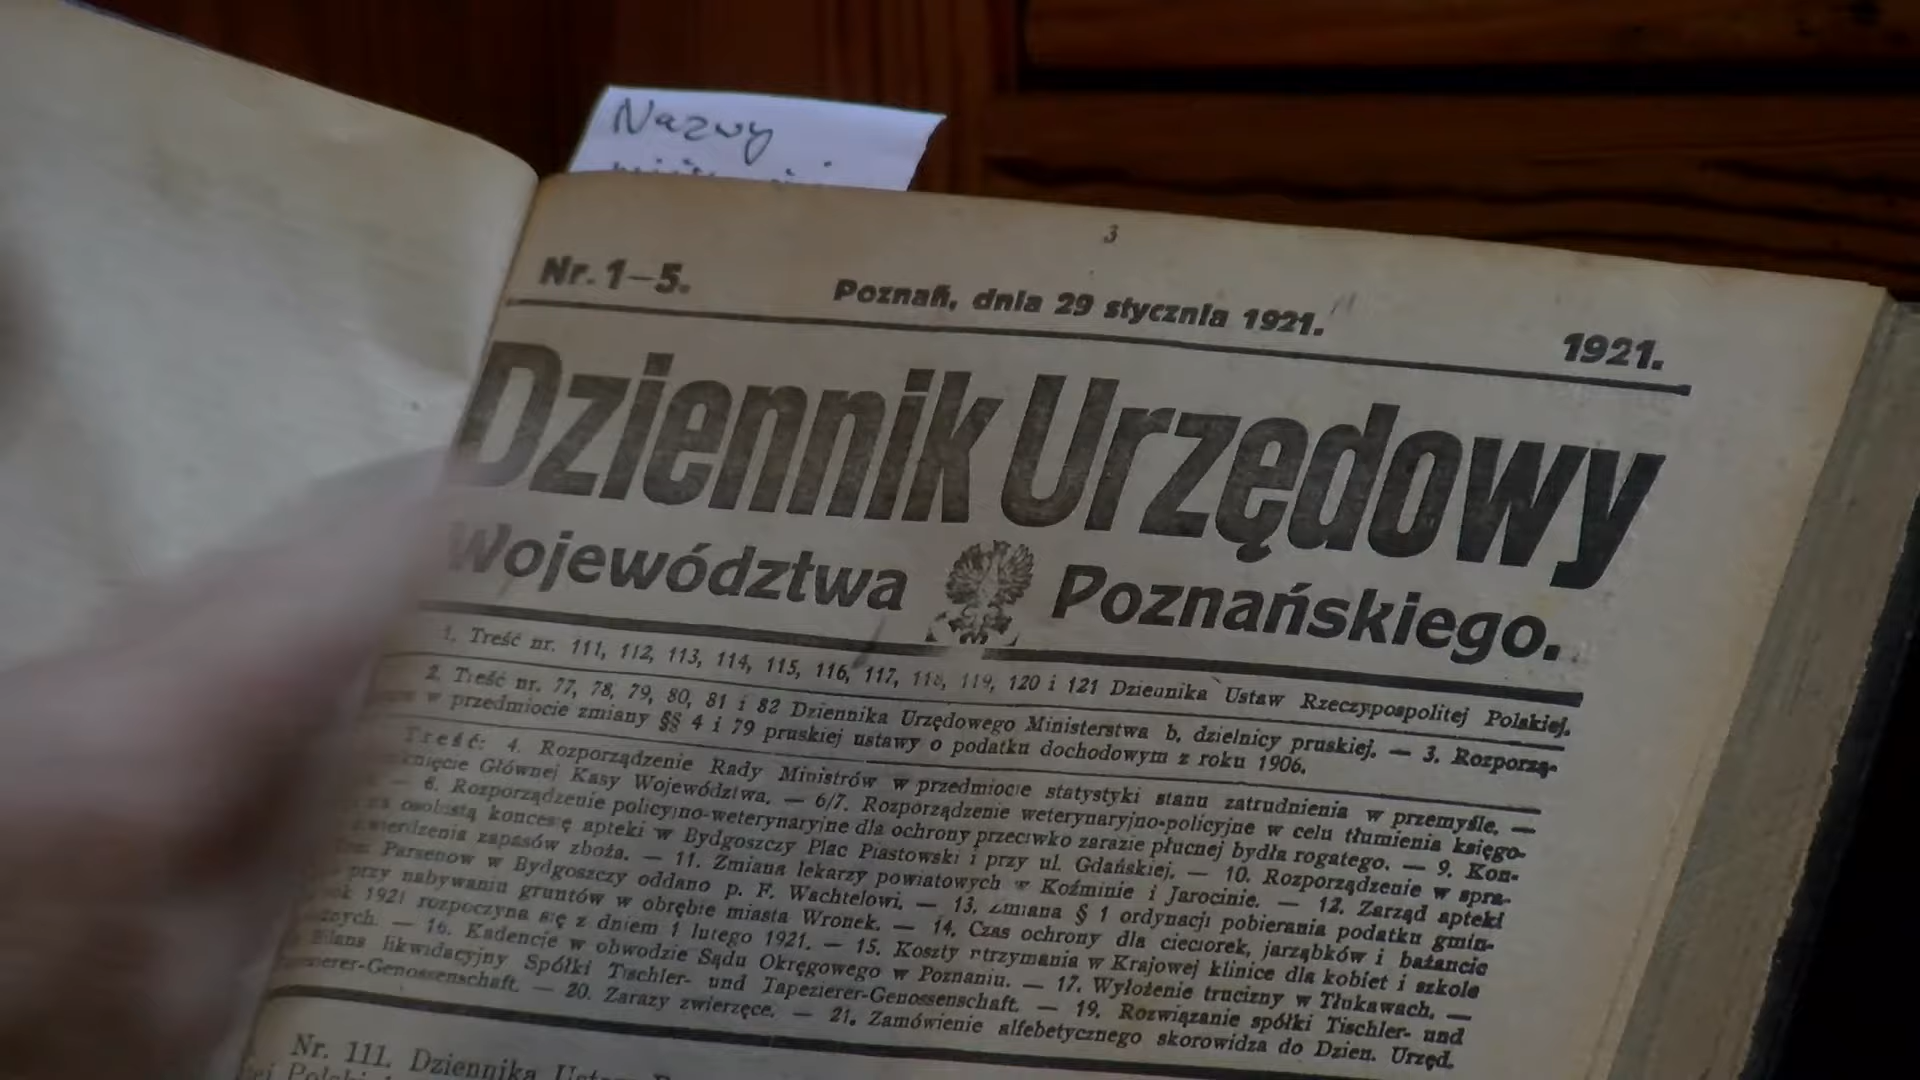 Nazwy
3
Nr. 1—5.
Poznań, dnia 29 stycznia 1921.
1921.
Dziennik Urzędowy
Województwa Poznańskiego.
1. Treść nr. 111, 112, 113, 114, 115, 116, 117, 118, 119, 120 i 121 Dziennika Ustaw Rzeczypospolitej Polskiej.
2. Treść nr. 77, 78, 79, 80, 81 i 82 Dziennika Urzędowego Ministerstwa b. dzielnicy pruskiej. — 3. Rozporzą-
w przedmiocie zmiany §§ 4 i 79 pruskiej ustawy o podatku dochodowym z roku 1906.
Treść: 4. Rozporządzenie Rady Ministrów w przedmiocie statystyki stanu zatrudnienia w przemyśle. —
Głównej Kasy Województwa. — 6/7. Rozporządzenie weterynaryjno-policyjne w celu tłumienia księgo-
— 8. Rozporządzenie policyjno-weterynaryjne dla ochrony przeciwko zarazie płucnej bydła rogatego. — 9. Kon-
na osobistą koncesję apteki w Bydgoszczy Plac Piastowski i przy ul. Gdańskiej. — 10. Rozporządzenie w spra-
zapasów zboża. — 11. Zmiana lekarzy powiatowych w Koźminie i Jarocinie. — 12. Zarząd apteki
Parsenow w Bydgoszczy oddano p. F. Wachtelowi. — 13. Zmiana § 1 ordynacji pobierania podatku gmin-
przy nabywaniu gruntów w obrębie miasta Wronek. — 14. Czas ochrony dla cieciorek, jarząbków i bażancic
1921 rozpoczyna się z dniem 1 lutego 1921. — 15. Koszty utrzymania w Krajowej klinice dla kobiet i szkole
— 16. Kadencje w obwodzie Sądu Okręgowego w Poznaniu. — 17. Wyłożenie trucizny w Tłukawach. —
Bilans likwidacyjny Spółki Tischler- und Tapezierer-Genossenschaft. — 19. Rozwiązanie spółki Tischler- und
Tapezierer-Genossenschaft. — 20. Zarazy zwierzęce. — 21. Zamówienie alfebetycznego skorowidza do Dzien. Urzęd.
Nr. 111. Dziennika